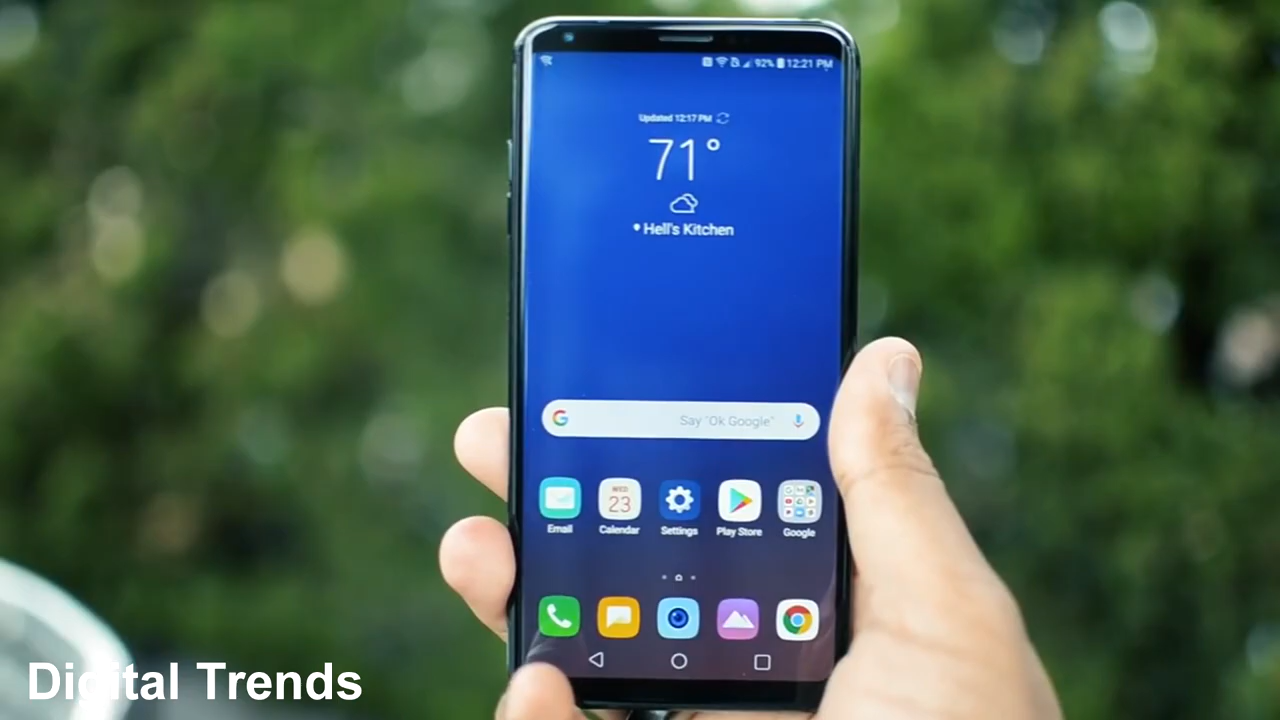 92% 12:21 PM
Updated 12:17 PM
71°
Hell's Kitchen
G Say "Ok Google"
WED
23
Email Calendar Settings Play Store Google
Digital Trends